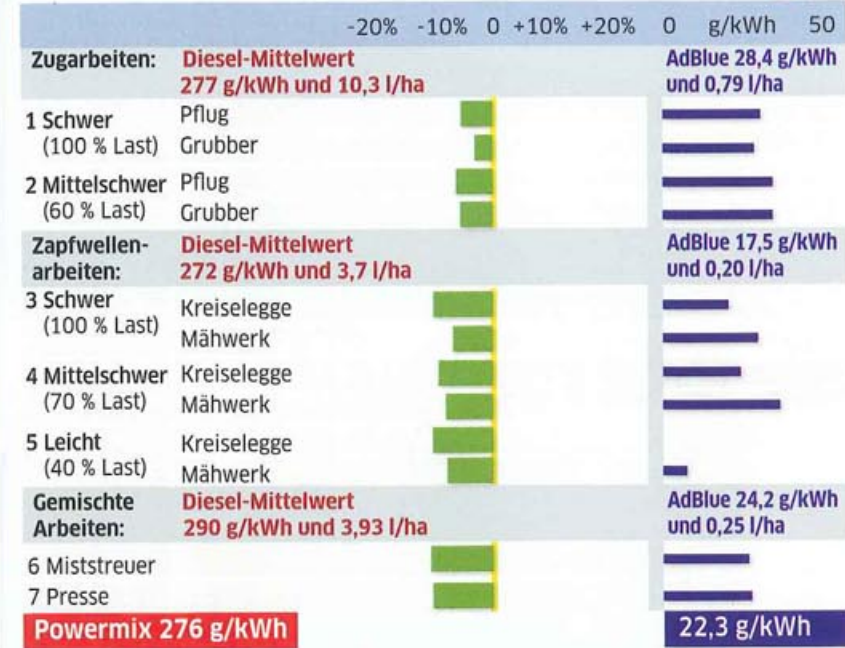 -20% -10% 0 +10% +20% 0 g/kWh 50
Zugarbeiten: Diesel-Mittelwert AdBlue 28,4 g/kWh
277 g/kWh und 10,3 l/ha und 0,79 l/ha
1 Schwer Pflug
(100 % Last) Grubber
2 Mittelschwer Pflug
(60 % Last) Grubber
Zapfwellen- Diesel-Mittelwert AdBlue 17,5 g/kWh
arbeiten: 272 g/kWh und 3,7 l/ha und 0,20 l/ha
3 Schwer Kreiselegge
(100 % Last) Mähwerk
4 Mittelschwer Kreiselegge
(70 % Last) Mähwerk
5 Leicht Kreiselegge
(40 % Last) Mähwerk
Gemischte Diesel-Mittelwert AdBlue 24,2 g/kWh
Arbeiten: 290 g/kWh und 3,93 l/ha und 0,25 l/ha
6 Miststreuer
7 Presse
Powermix 276 g/kWh 22,3 g/kWh